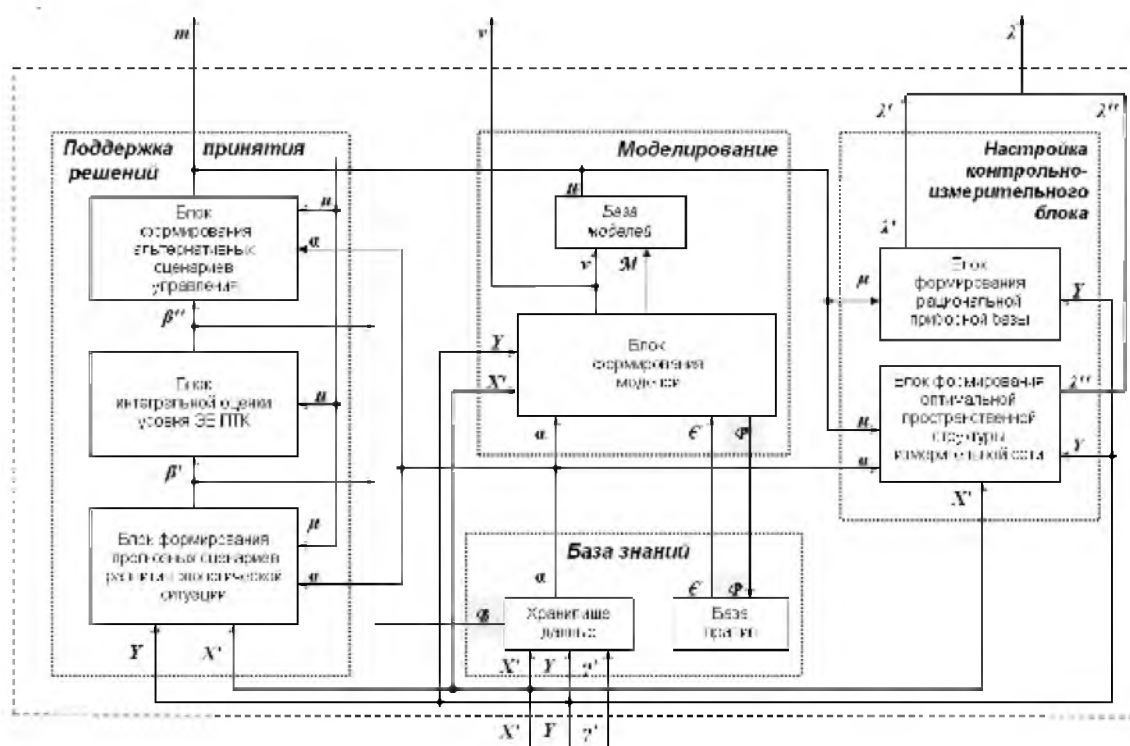 m
v
λ
λ'
λ''
Поддержка принятия
решений
Моделирование
Настройка
контрольно-
измерительного
блока
μ
Блок
формирования
альтернативных
сценариев
управления
μ
α
База
моделей
v
M
λ'
Блок
формирования
рациональной
приборной базы
μ
Y
β''
Блок
интегральной оценки
уровня ЭБ ПТК
μ
Y
X'
Блок
формирования
моделей
Блок формирования
оптимальной
пространственной
структуры
измерительной сети
λ''
μ
α
Y
X'
α
Є
Ф
β'
Блок формирования
прогнозных сценариев
развития экологической
ситуации
μ
α
Y
X'
База знаний
α
Є
Ф
Хранилище
данных
База
правил
X'
Y
?'
X'
Y
?'